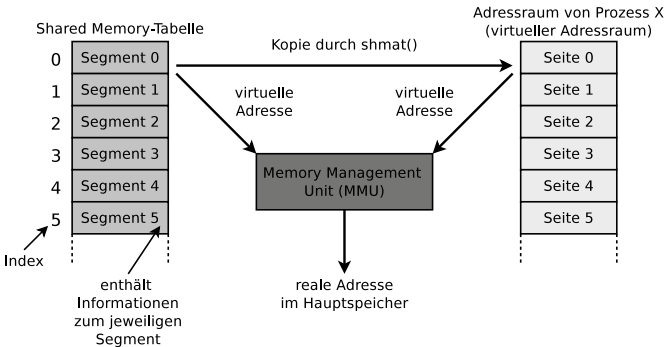 Shared Memory-Tabelle
Adressraum von Prozess X
(virtueller Adressraum)
Kopie durch shmat()
0
Segment 0
1
Segment 1
2
Segment 2
3
Segment 3
4
Segment 4
5
Segment 5
Index
enthält
Informationen
zum jeweiligen
Segment
virtuelle
Adresse
virtuelle
Adresse
Memory Management
Unit (MMU)
reale Adresse
im Hauptspeicher
Seite 0
Seite 1
Seite 2
Seite 3
Seite 4
Seite 5